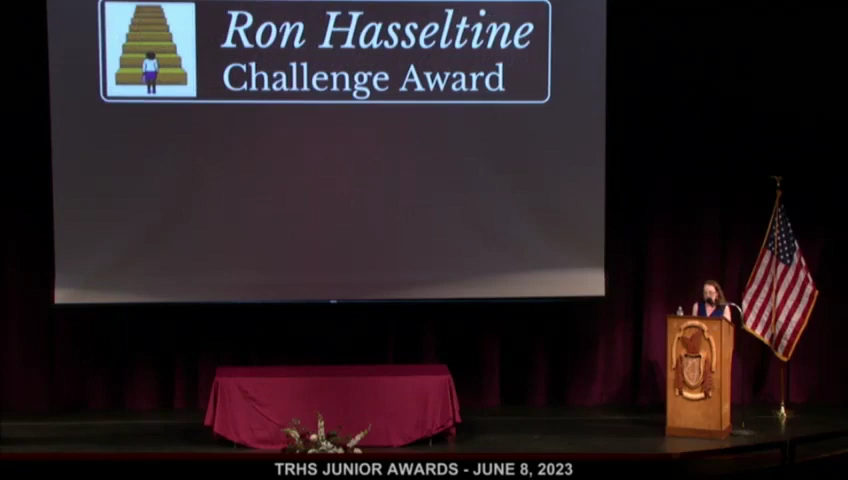 Ron Hasseltine
Challenge Award
TRHS JUNIOR AWARDS - JUNE 8, 2023